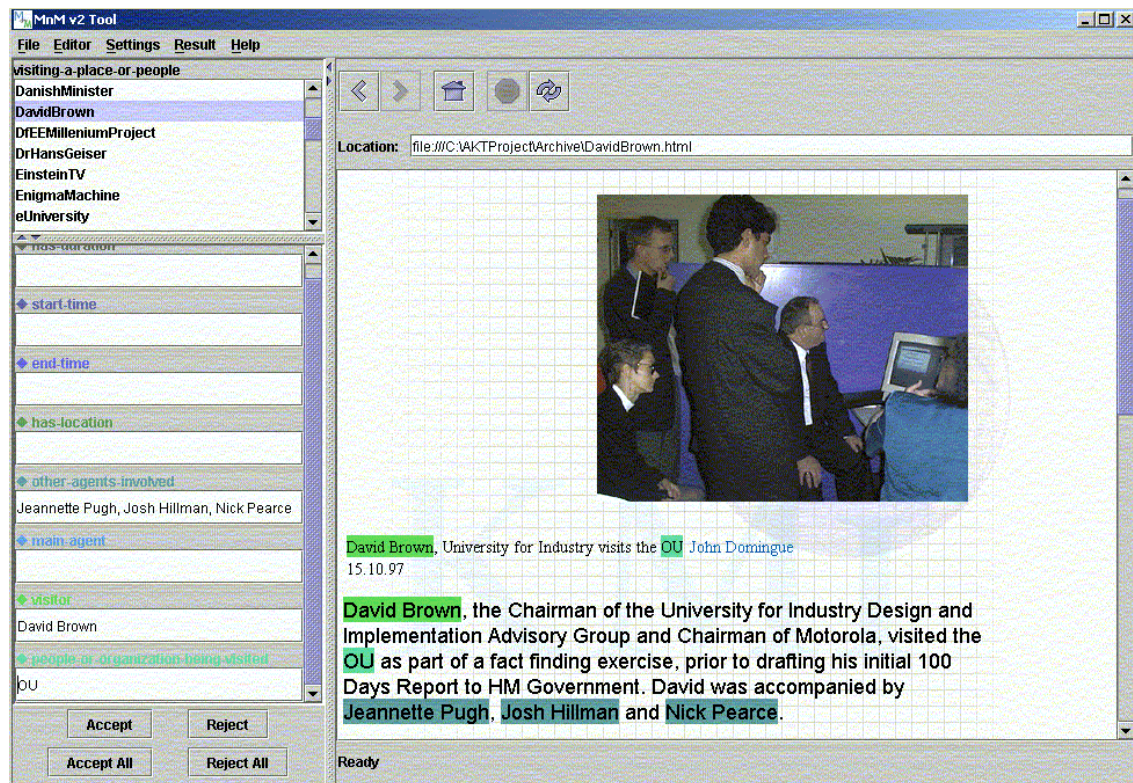 MnM v2 Tool
File Editor Settings Result Help
visiting-a-place-or-people
DanishMinister
DavidBrown
DfEEMilleniumProject
DrHansGeiser
EinsteinTV
EnigmaMachine
eUniversity
has-duration
start-time
end-time
has-location
other-agents-involved
Jeannette Pugh, Josh Hillman, Nick Pearce
main-agent
visitor
David Brown
people-or-organization-being-visited
OU
Accept Reject
Accept All Reject All
Location: file:///C:\AKTProject\Archive\DavidBrown.html
David Brown, University for Industry visits the OU John Domingue
15.10.97
David Brown, the Chairman of the University for Industry Design and
Implementation Advisory Group and Chairman of Motorola, visited the
OU as part of a fact finding exercise, prior to drafting his initial 100
Days Report to HM Government. David was accompanied by
Jeannette Pugh, Josh Hillman and Nick Pearce.
Ready